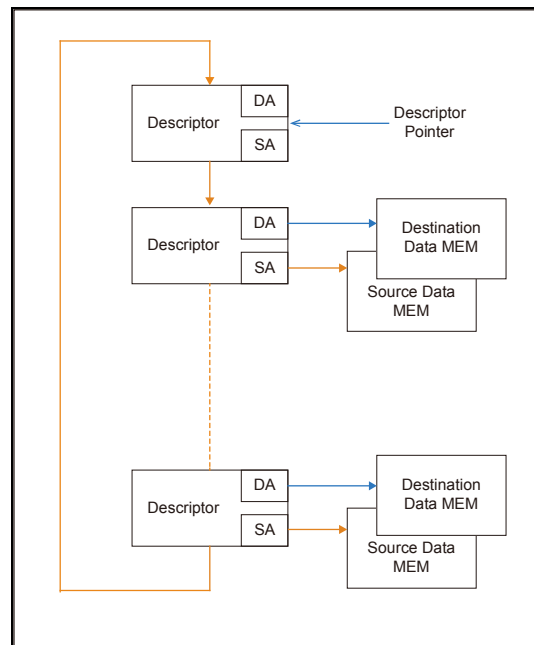 DA
Descriptor
SA
Descriptor
Pointer
DA
Descriptor
SA
Destination
Data MEM
Source Data
MEM
DA
Descriptor
SA
Destination
Data MEM
Source Data
MEM